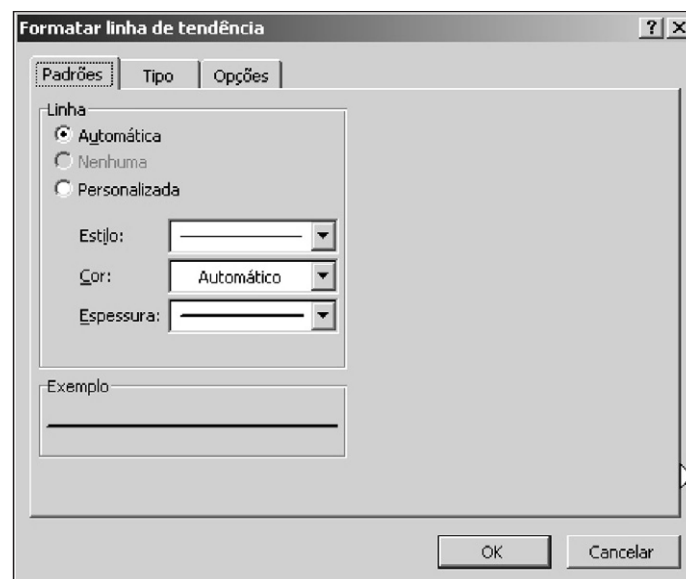 Formatar linha de tendência
Padrões Tipo Opções
Linha
Automática
Nenhuma
Personalizada
Estilo:
Cor: Automático
Espessura:
Exemplo
OK Cancelar